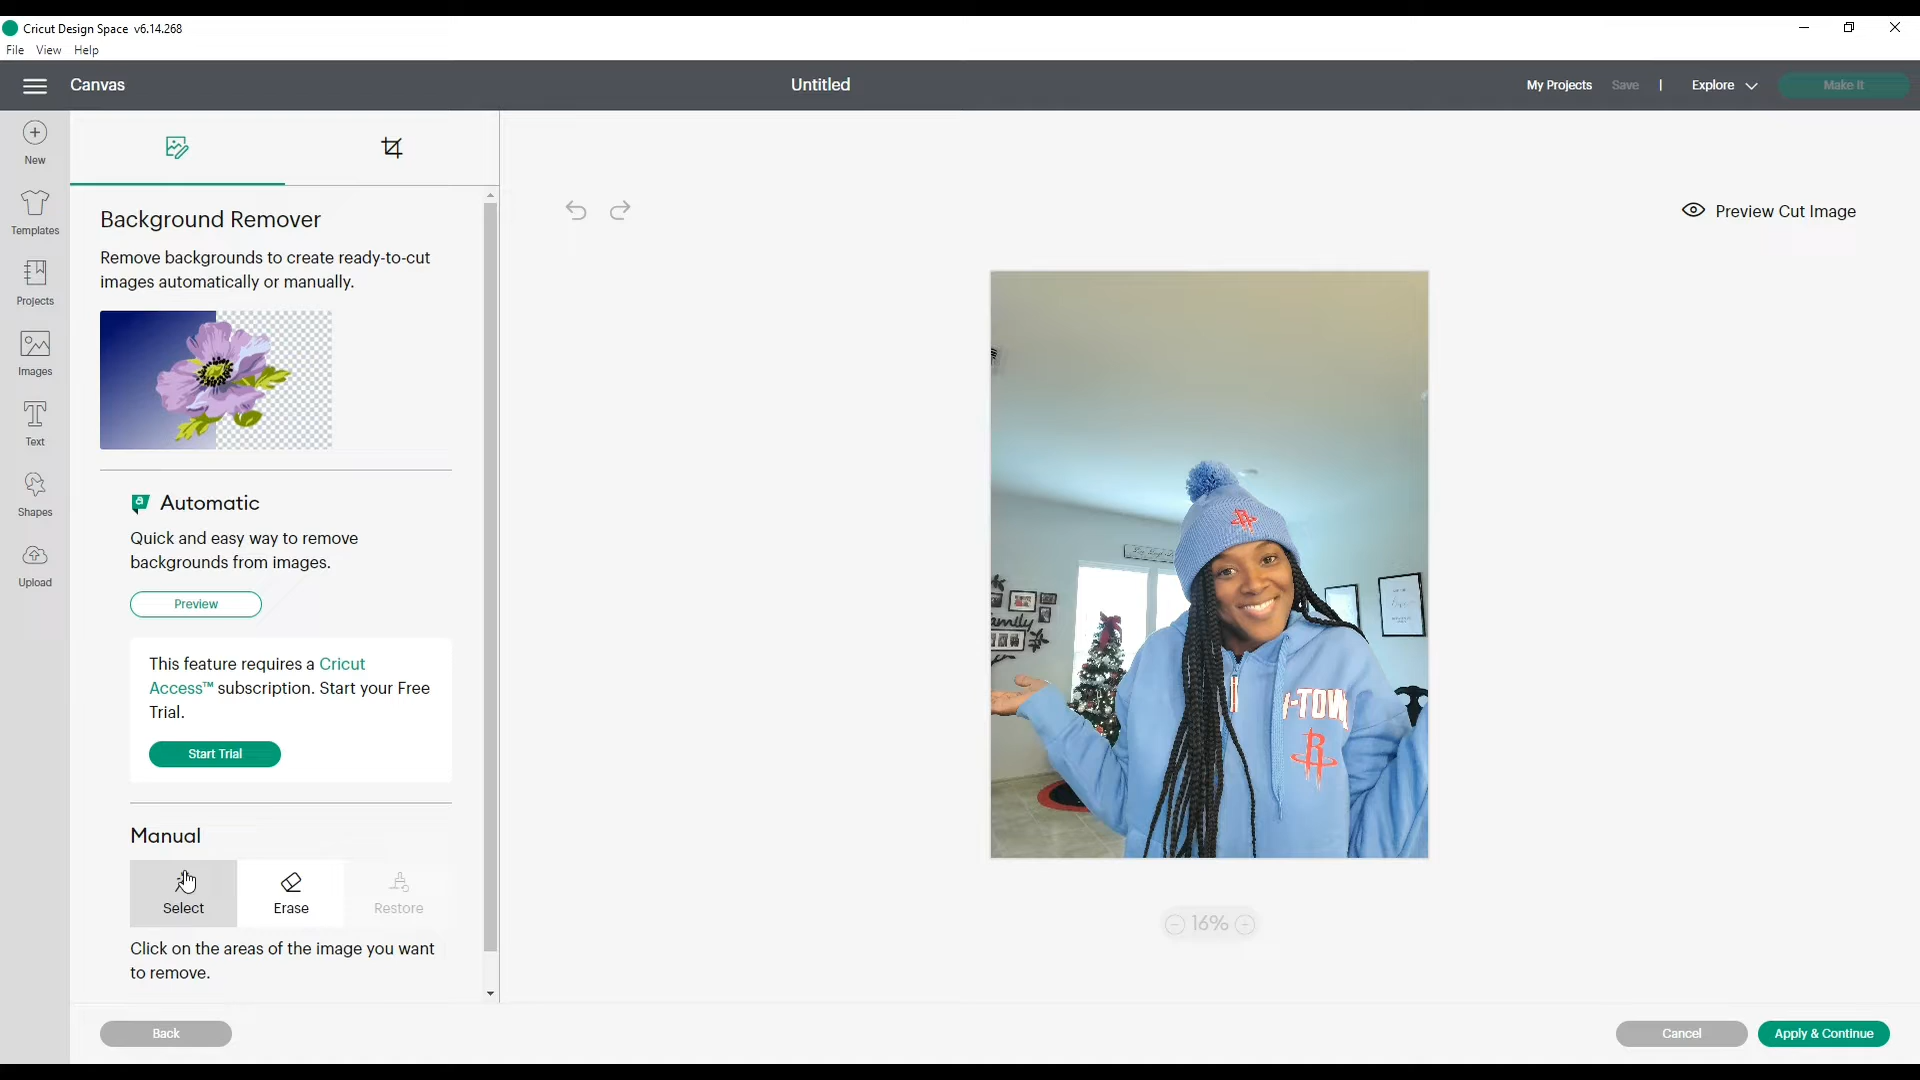 Cricut Design Space v6.14.268
File View Help
Canvas
Untitled
My Projects Save | Explore Make It
New
Templates
Projects
Images
Text
Shapes
Upload
Background Remover
Remove backgrounds to create ready-to-cut
images automatically or manually.
a Automatic
Quick and easy way to remove
backgrounds from images.
Preview
This feature requires a Cricut
Access™ subscription. Start your Free
Trial.
Start Trial
Manual
Select Erase Restore
Click on the areas of the image you want
to remove.
Back
Preview Cut Image
amily
-TOW
R
16%
Cancel Apply & Continue